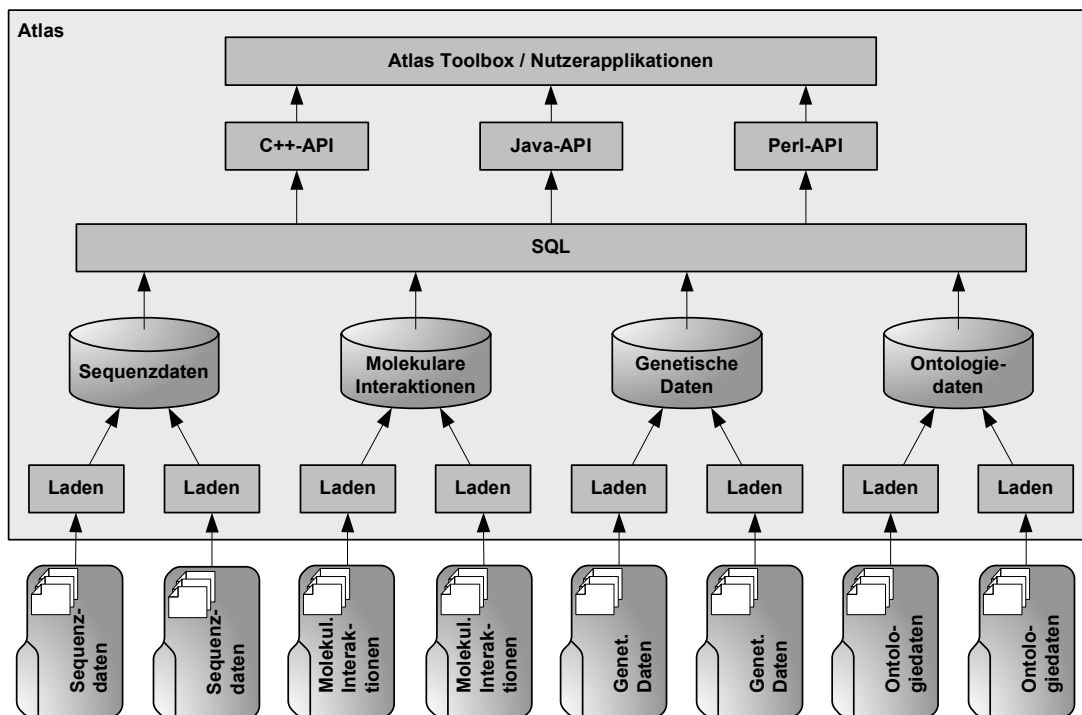 Atlas
Atlas Toolbox / Nutzerapplikationen
C++-API
Java-API
Perl-API
SQL
Sequenzdaten
Molekulare
Interaktionen
Genetische
Daten
Ontologie-
daten
Laden
Laden
Laden
Laden
Laden
Laden
Laden
Laden
Sequenz-
daten
Sequenz-
daten
Molekul.
Interak-
tionen
Molekul.
Interak-
tionen
Genet.
Daten
Genet.
Daten
Ontolo-
giedaten
Ontolo-
giedaten